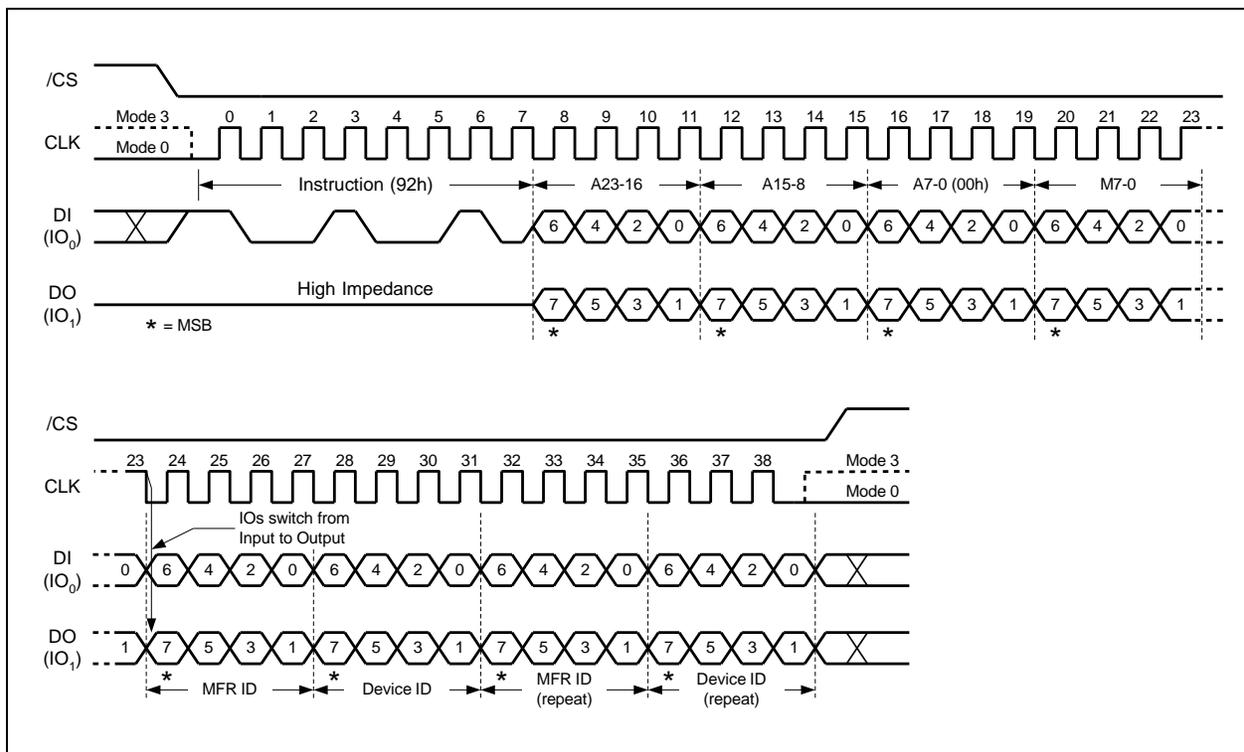 /CS
Mode 3 0 1 2 3 4 5 6 7 8 9 10 11 12 13 14 15 16 17 18 19 20 21 22 23
CLK
Mode 0
Instruction (92h) A23-16 A15-8 A7-0 (00h) M7-0
DI
(IO0) 6 4 2 0 6 4 2 0 6 4 2 0 6 4 2 0
High Impedance
DO
(IO1) 7 5 3 1 7 5 3 1 7 5 3 1 7 5 3 1
* = MSB * * * *
/CS
23 24 25 26 27 28 29 30 31 32 33 34 35 36 37 38 Mode 3
CLK
Mode 0
IOs switch from
Input to Output
DI
(IO0) 0 6 4 2 0 6 4 2 0 6 4 2 0 6 4 2 0
DO
(IO1) 1 7 5 3 1 7 5 3 1 7 5 3 1 7 5 3 1
* * * *
MFR ID Device ID MFR ID
(repeat) Device ID
(repeat)